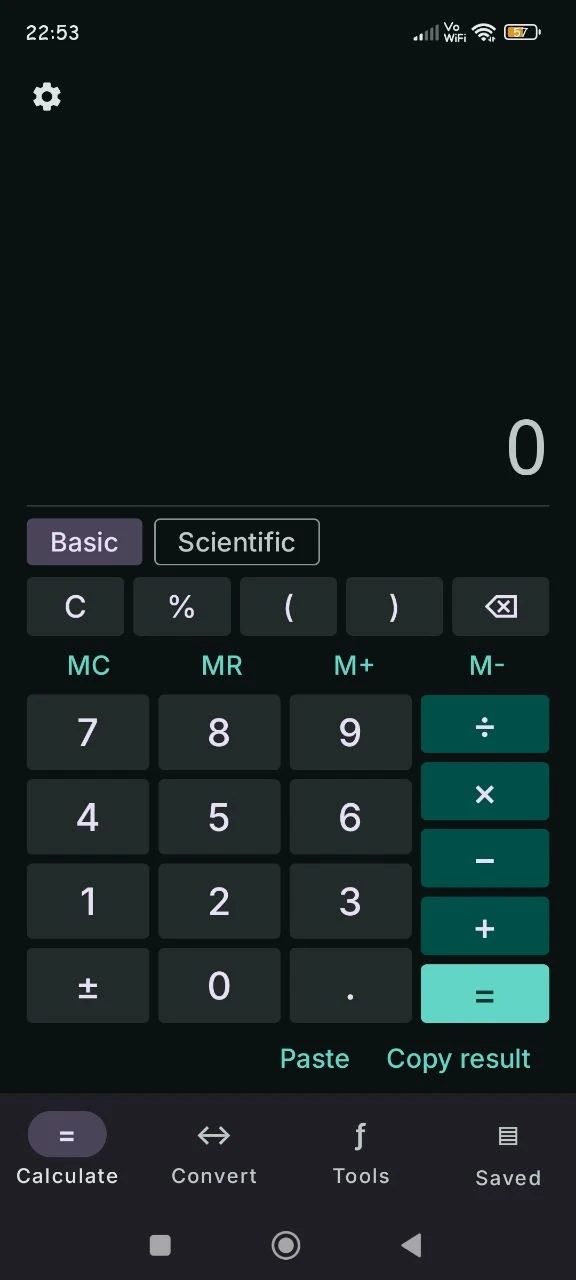 22:53 Vo WiFi 57
0
Basic Scientific
C % ( )
MC MR M+ M-
7 8 9 ÷
4 5 6 ×
1 2 3 −
± 0 . +
=
Paste Copy result
= ↔ ƒ
Calculate Convert Tools Saved